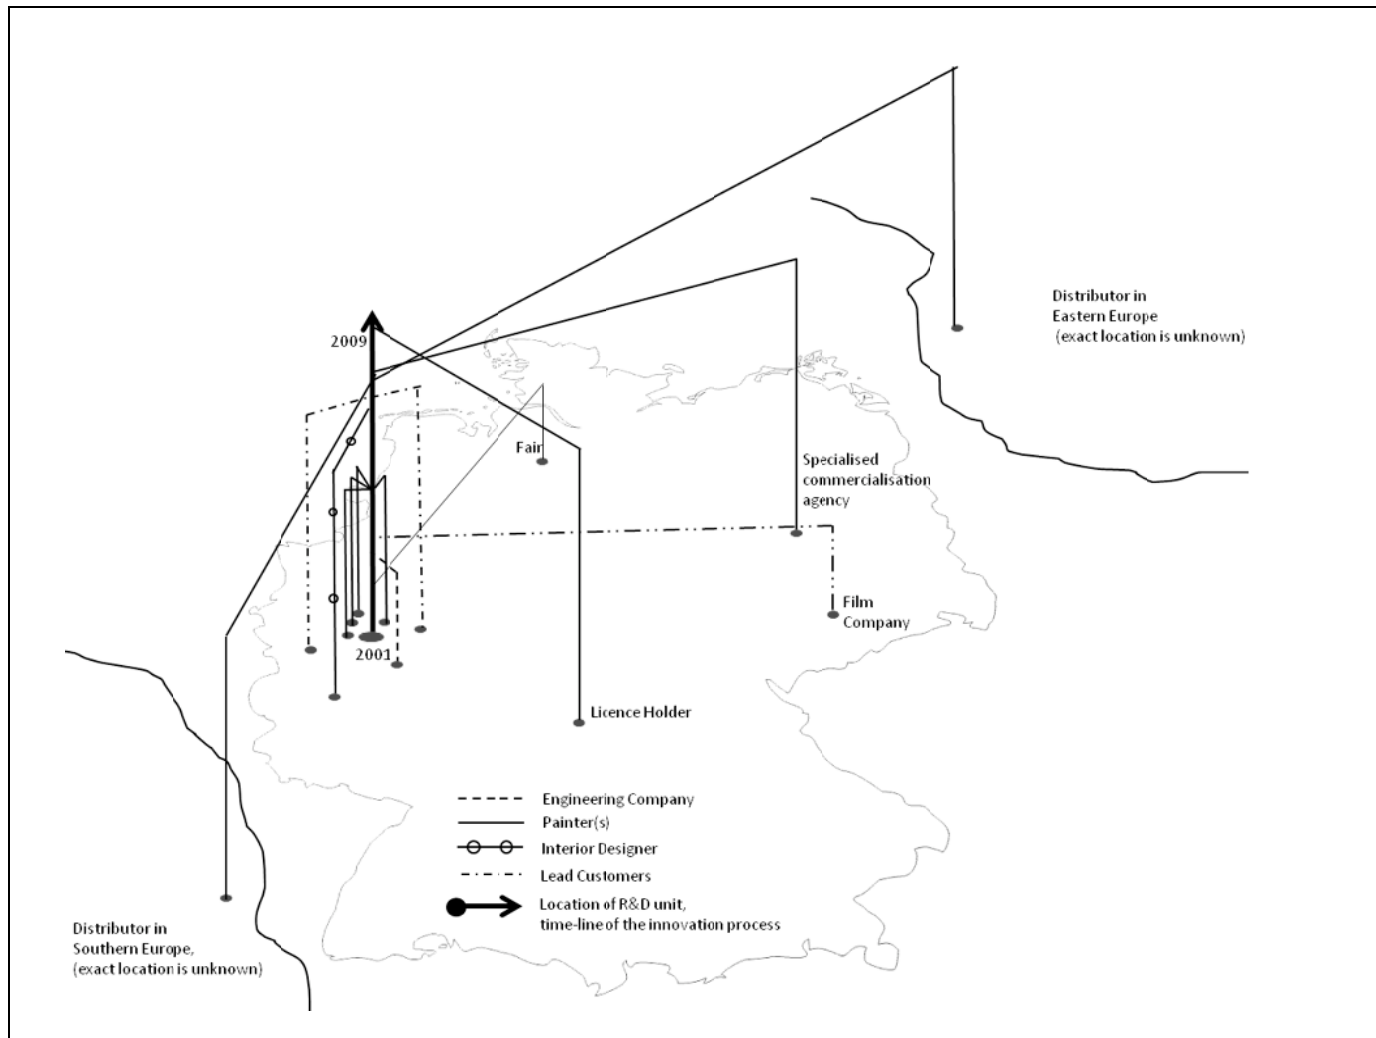 Distributor in
Eastern Europe
(exact location is unknown)
2009
Fair
Specialised
commercialisation
agency
Film
Company
2001
Licence Holder
Engineering Company
Painter(s)
Interior Designer
Lead Customers
Location of R&D unit,
time-line of the innovation process
Distributor in
Southern Europe,
(exact location is unknown)